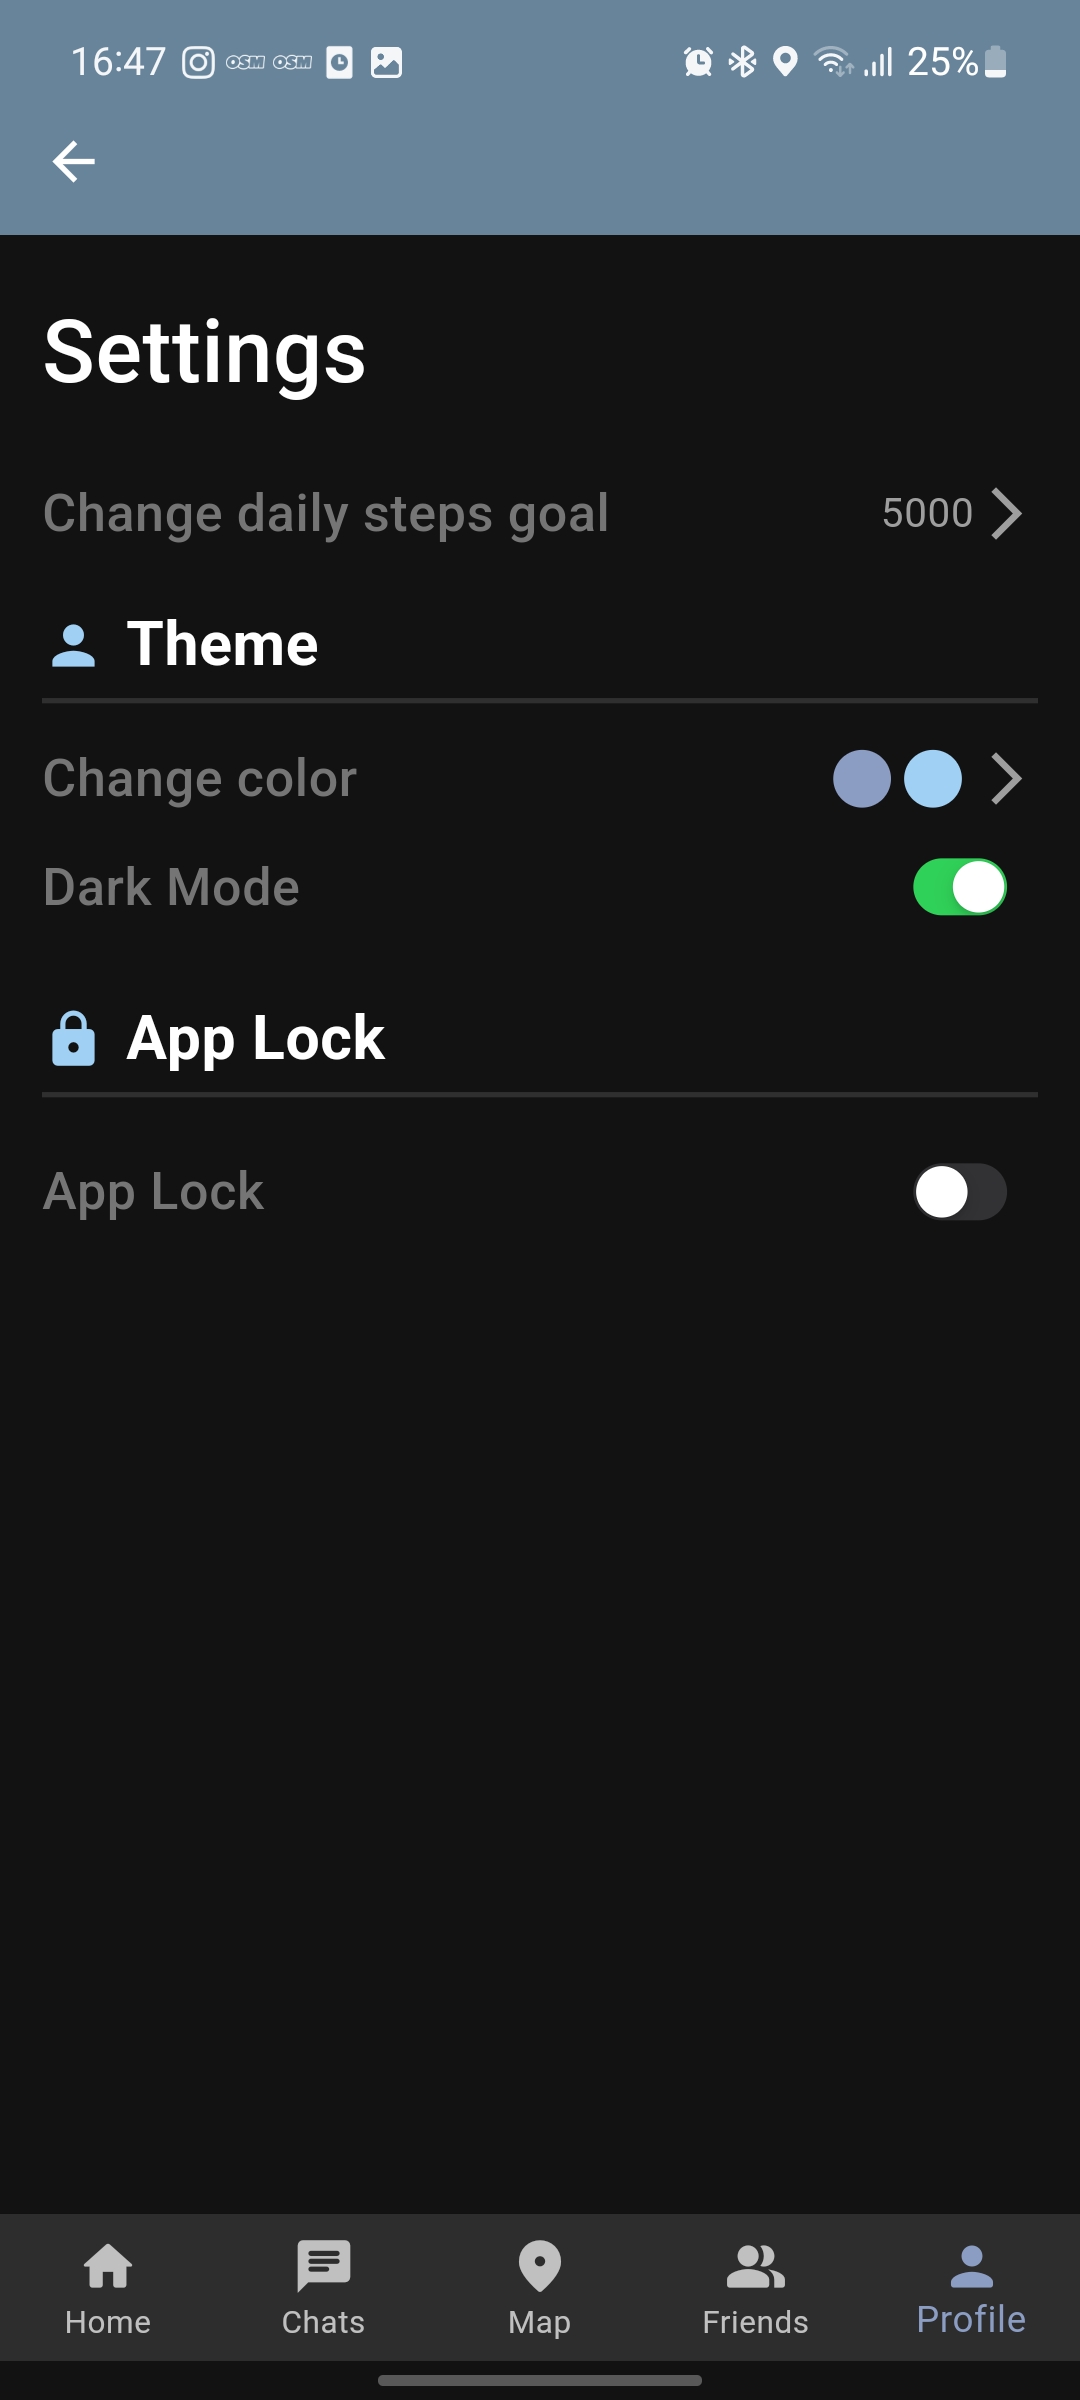 16:47 OSM OSM 25%
Settings
Change daily steps goal 5000
Theme
Change color
Dark Mode
App Lock
App Lock
Home Chats Map Friends Profile